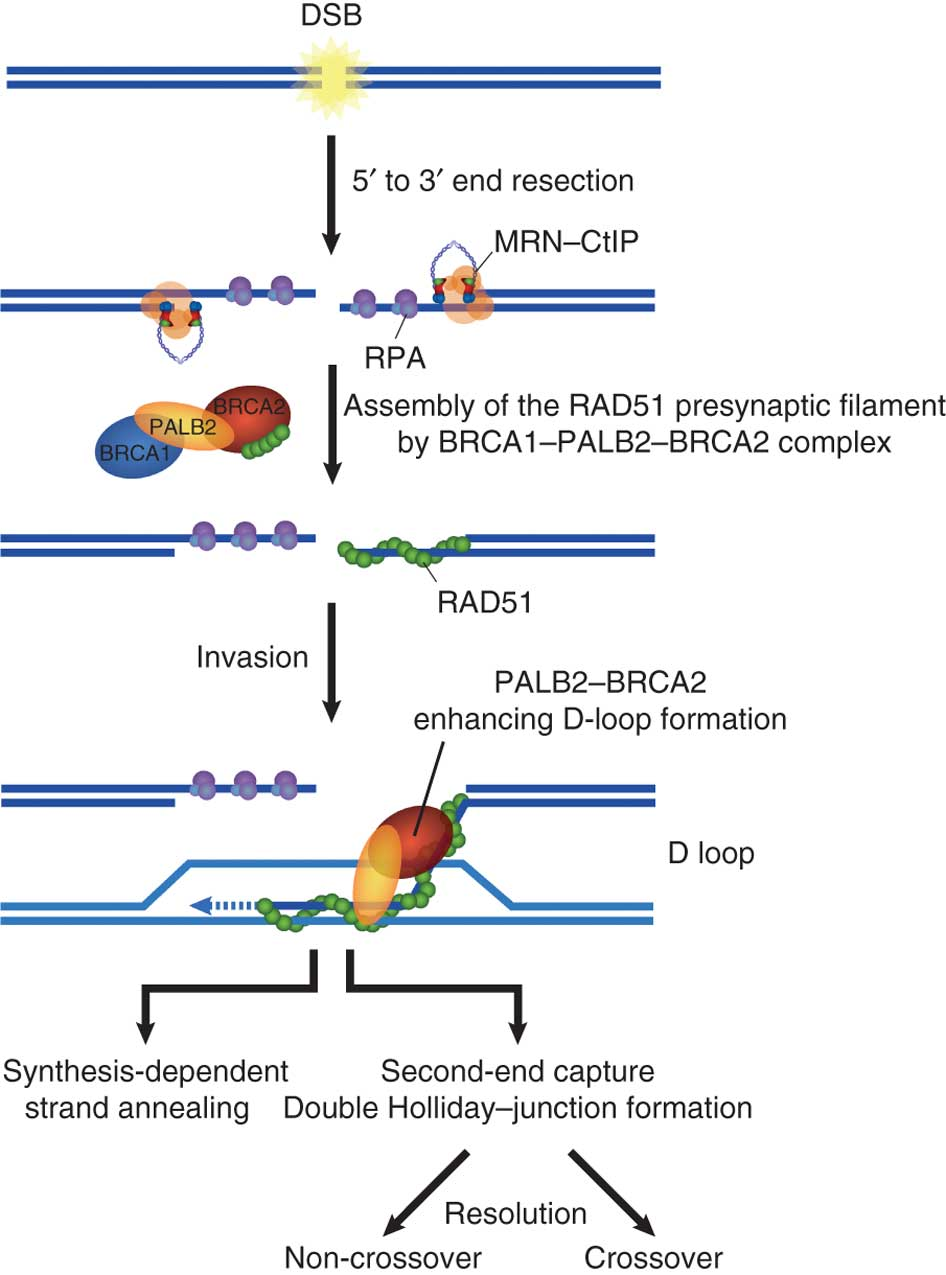 DSB
5′ to 3′ end resection
MRN–CtIP
RPA
BRCA2
PALB2
BRCA1
Assembly of the RAD51 presynaptic filament
by BRCA1–PALB2–BRCA2 complex
RAD51
Invasion
PALB2–BRCA2
enhancing D-loop formation
D loop
Synthesis-dependent
strand annealing
Second-end capture
Double Holliday–junction formation
Resolution
Non-crossover
Crossover